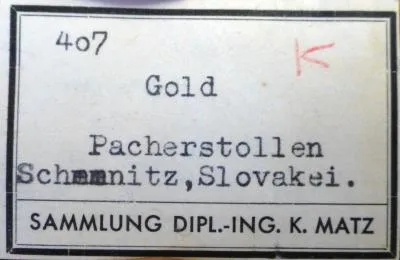 407 K
Gold
Pacherstollen
Schemnitz,Slovakei.
SAMMLUNG DIPL.-ING. K. MATZ